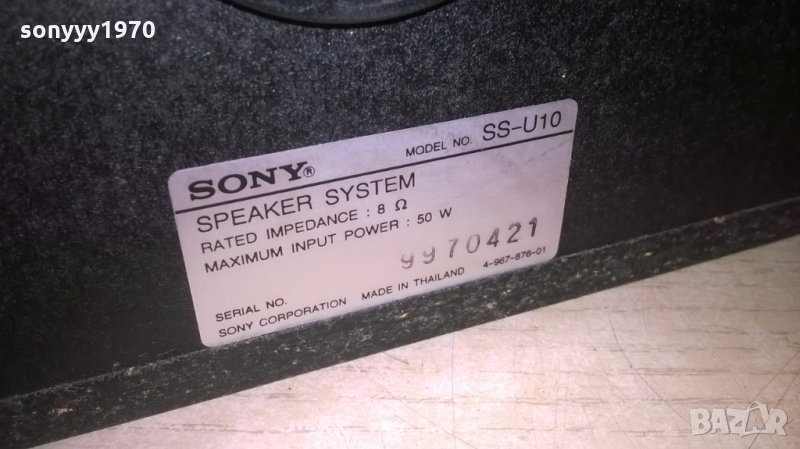 sonyyy1970
SONY® MODEL NO. SS-U10
SPEAKER SYSTEM
RATED IMPEDANCE : 8 Ω
MAXIMUM INPUT POWER : 50 W
9970421
SERIAL NO. 4-967-876-01
SONY CORPORATION MADE IN THAILAND
BAZAR